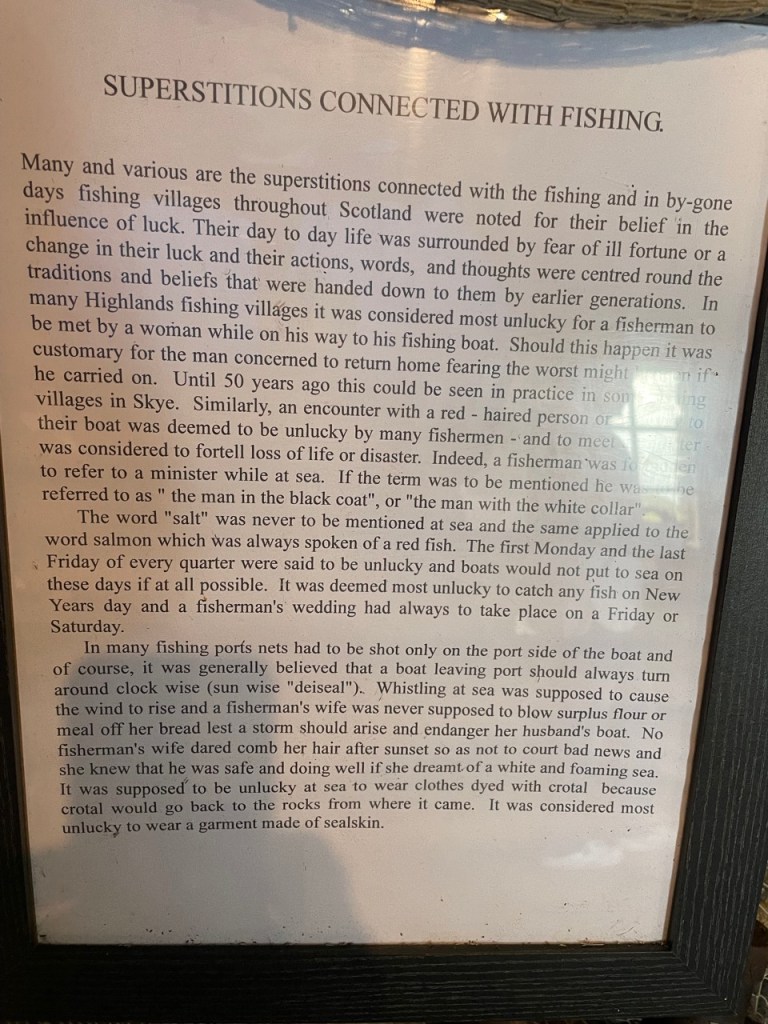 SUPERSTITIONS CONNECTED WITH FISHING.
Many and various are the superstitions connected with the fishing and in by-gone
days fishing villages throughout Scotland were noted for their belief in the
influence of luck. Their day to day life was surrounded by fear of ill fortune or a
change in their luck and their actions, words, and thoughts were centred round the
traditions and beliefs that were handed down to them by earlier generations. In
many Highlands fishing villages it was considered most unlucky for a fisherman to
be met by a woman while on his way to his fishing boat. Should this happen it was
customary for the man concerned to return home fearing the worst might if
he carried on. Until 50 years ago this could be seen in practice in
villages in Skye. Similarly, an encounter with a red - haired person to
their boat was deemed to be unlucky by many fishermen - and to meet
was considered to fortell loss of life or disaster. Indeed, a fisherman was
to refer to a minister while at sea. If the term was to be mentioned he was
referred to as " the man in the black coat", or "the man with the white collar".
The word "salt" was never to be mentioned at sea and the same applied to the
word salmon which was always spoken of a red fish. The first Monday and the last
Friday of every quarter were said to be unlucky and boats would not put to sea on
these days if at all possible. It was deemed most unlucky to catch any fish on New
Years day and a fisherman's wedding had always to take place on a Friday or
Saturday.
In many fishing ports nets had to be shot only on the port side of the boat and
of course, it was generally believed that a boat leaving port should always turn
around clock wise (sun wise "deiseal"). Whistling at sea was supposed to cause
the wind to rise and a fisherman's wife was never supposed to blow surplus flour or
meal off her bread lest a storm should arise and endanger her husband's boat. No
fisherman's wife dared comb her hair after sunset so as not to court bad news and
she knew that he was safe and doing well if she dreamt of a white and foaming sea.
It was supposed to be unlucky at sea to wear clothes dyed with crotal because
crotal would go back to the rocks from where it came. It was considered most
unlucky to wear a garment made of sealskin.